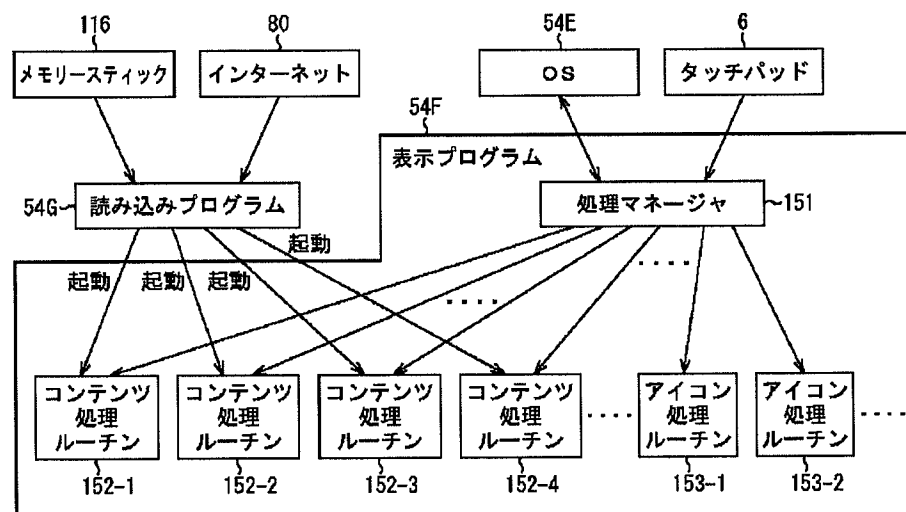 116
80
54E
6
メモリースティック
インターネット
OS
タッチパッド
54F
表示プログラム
54G
読み込みプログラム
処理マネージャ
151
起動
起動
起動
起動
‥‥
‥‥‥
コンテンツ
処理
ルーチン
コンテンツ
処理
ルーチン
コンテンツ
処理
ルーチン
コンテンツ
処理
ルーチン
‥‥‥
アイコン
処理
ルーチン
アイコン
処理
ルーチン
‥‥‥
152-1
152-2
152-3
152-4
153-1
153-2